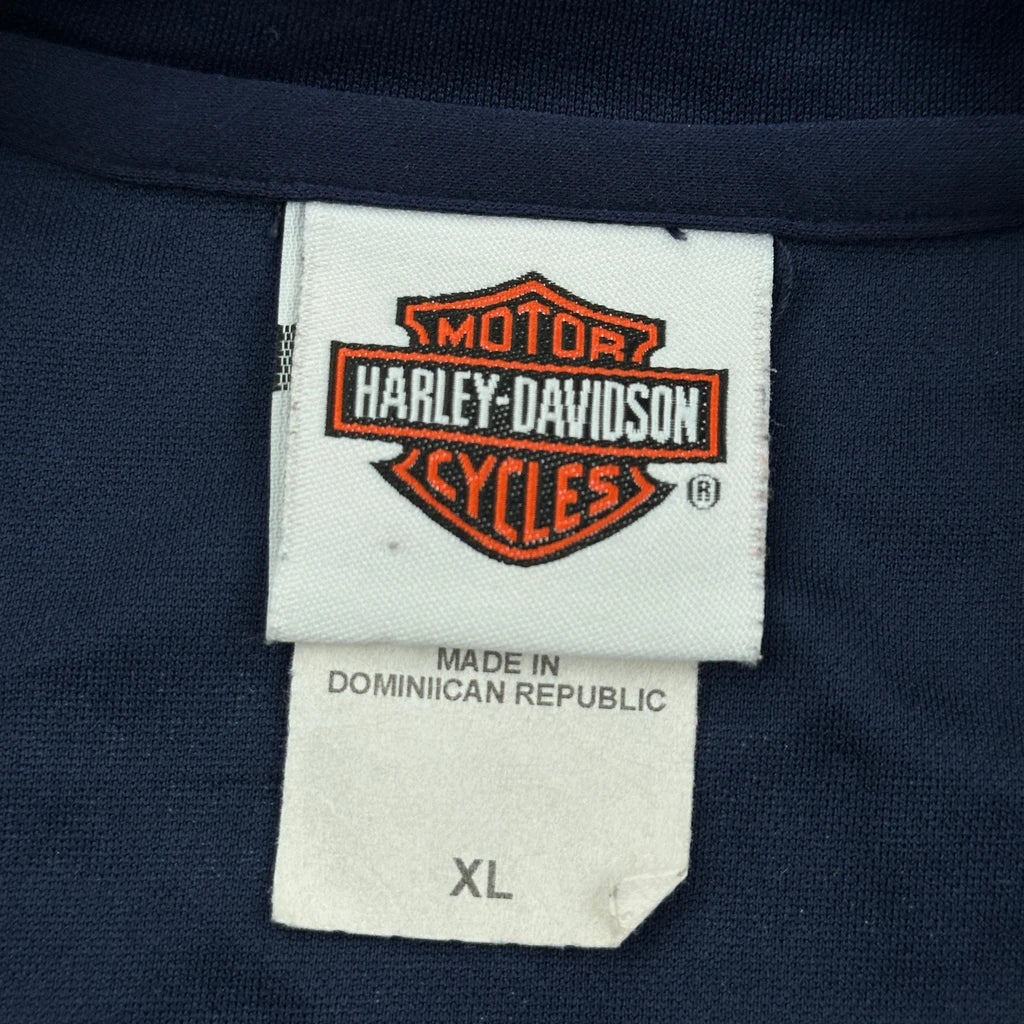 MOTOR
HARLEY-DAVIDSON
CYCLES
®
MADE IN
DOMINIICAN REPUBLIC
XL